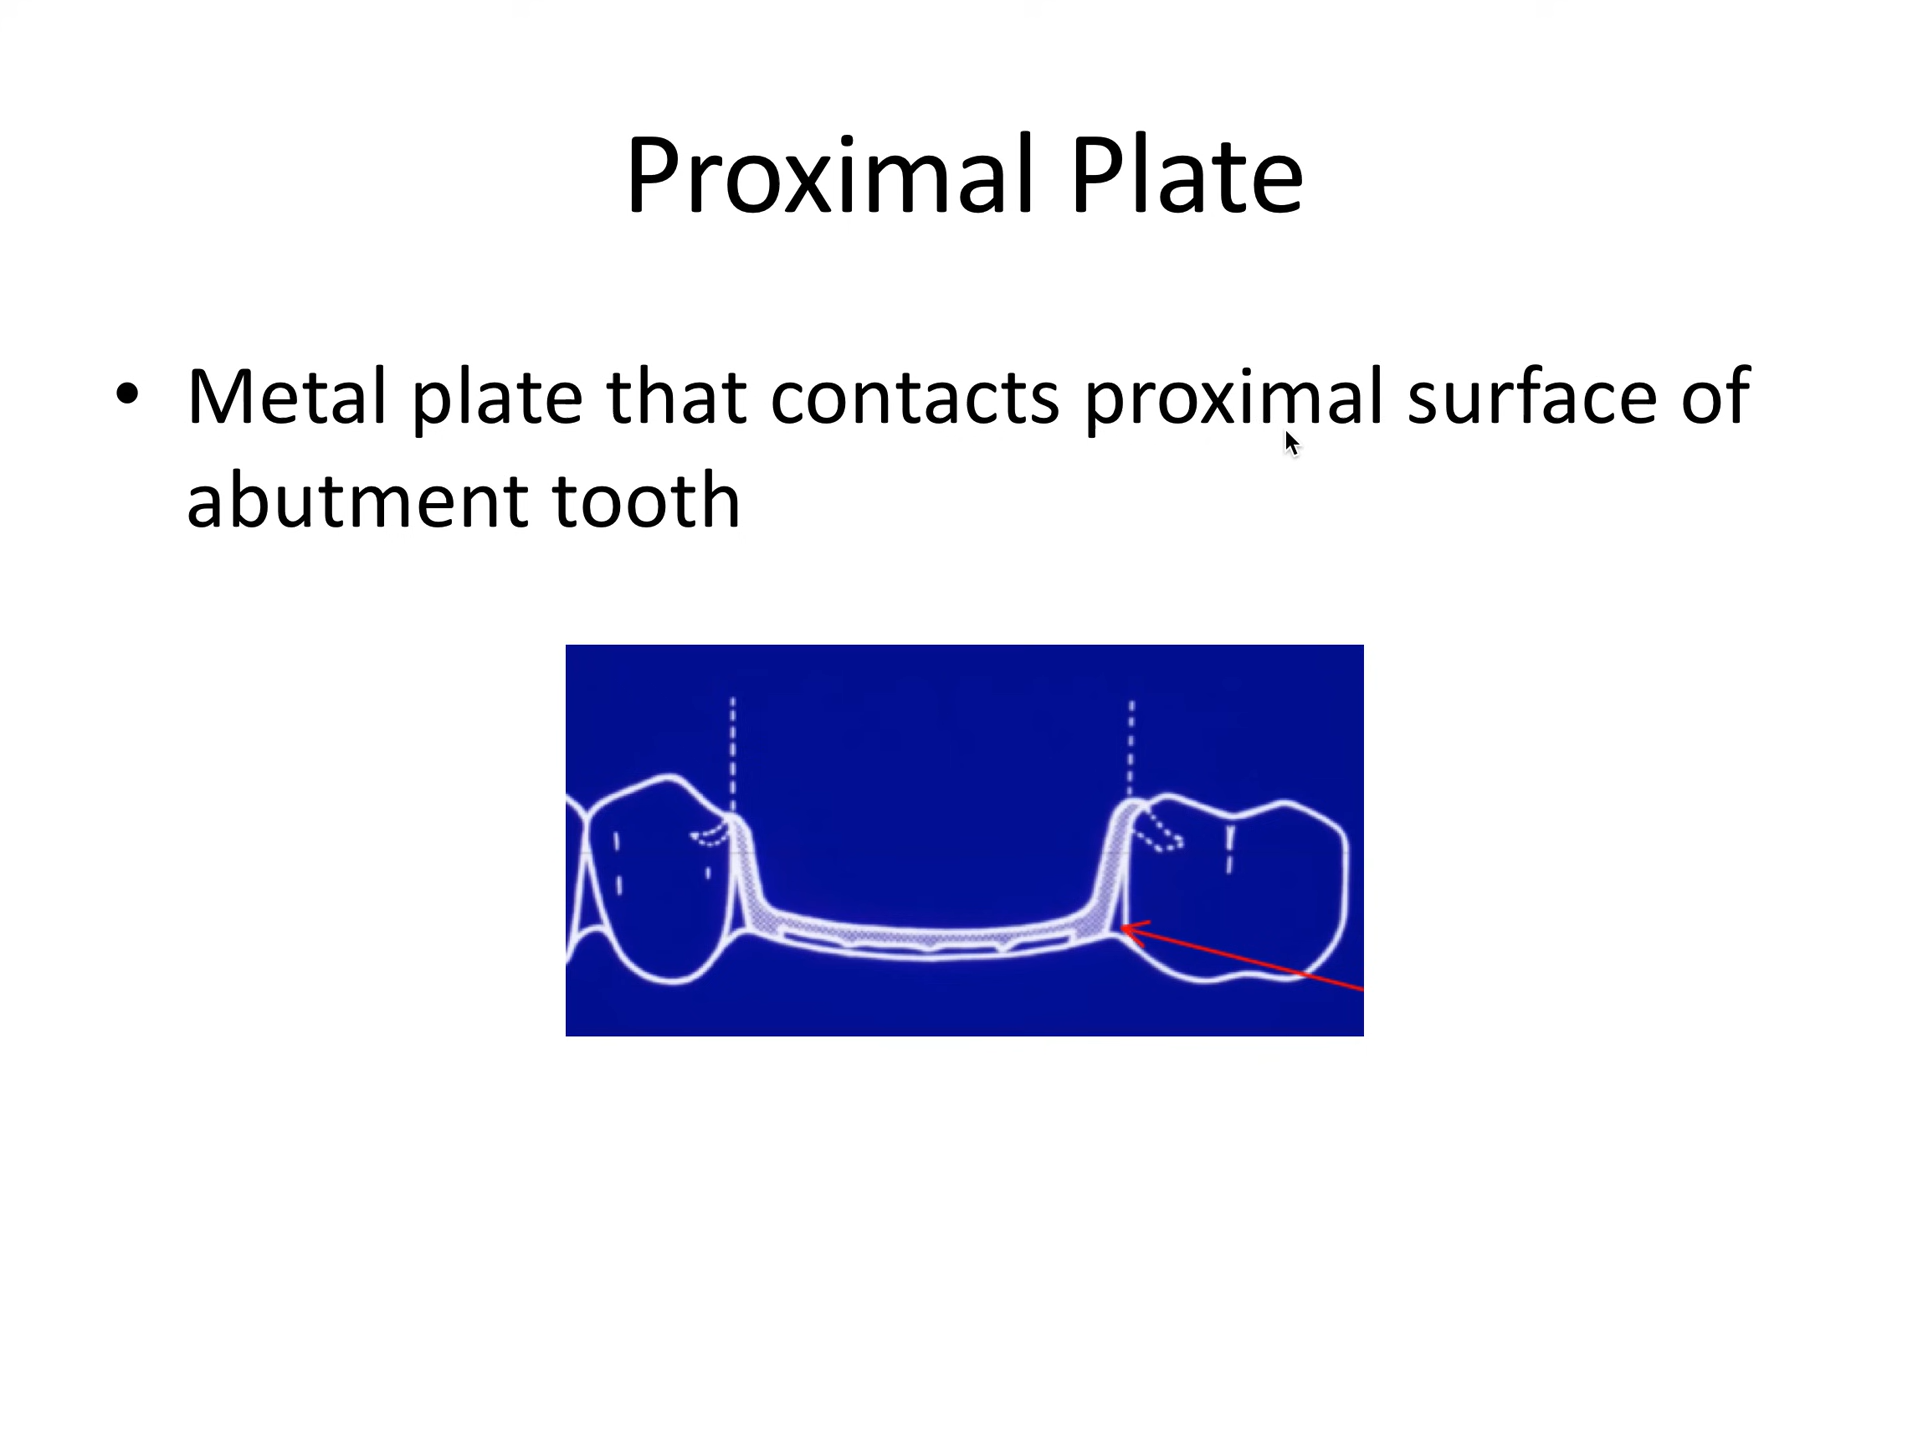 Proximal Plate
• Metal plate that contacts proximal surface of
abutment tooth